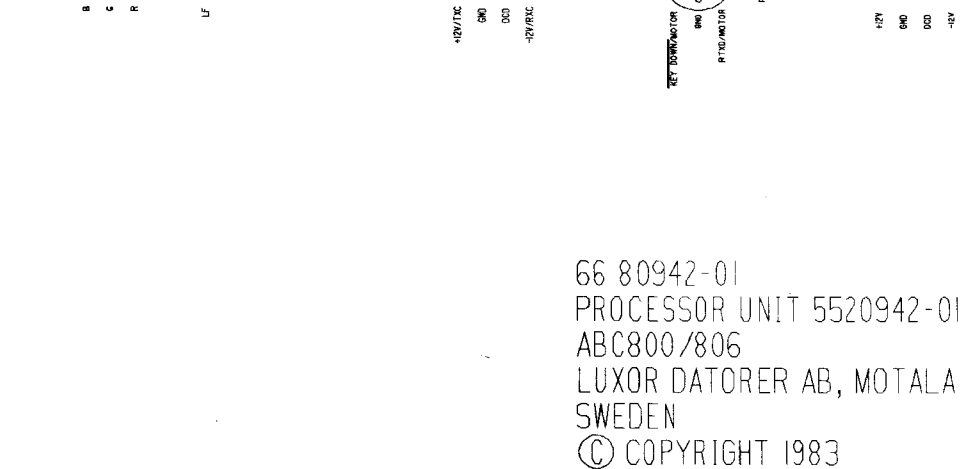 B G R LF +12V/TXC GND DCD -12V/RXC KEY DOWN/MOTOR GND RTXD/MOTOR +12V GND DCD -12V
66 80942-01
PROCESSOR UNIT 5520942-01
ABC800/806
LUXOR DATORER AB, MOTALA
SWEDEN
© COPYRIGHT 1983